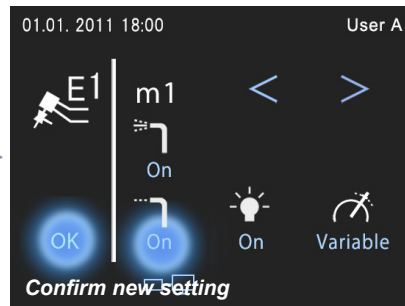 01.01. 2011 18:00 User A
E1 m1 < >
On
OK On On Variable
Confirm new setting